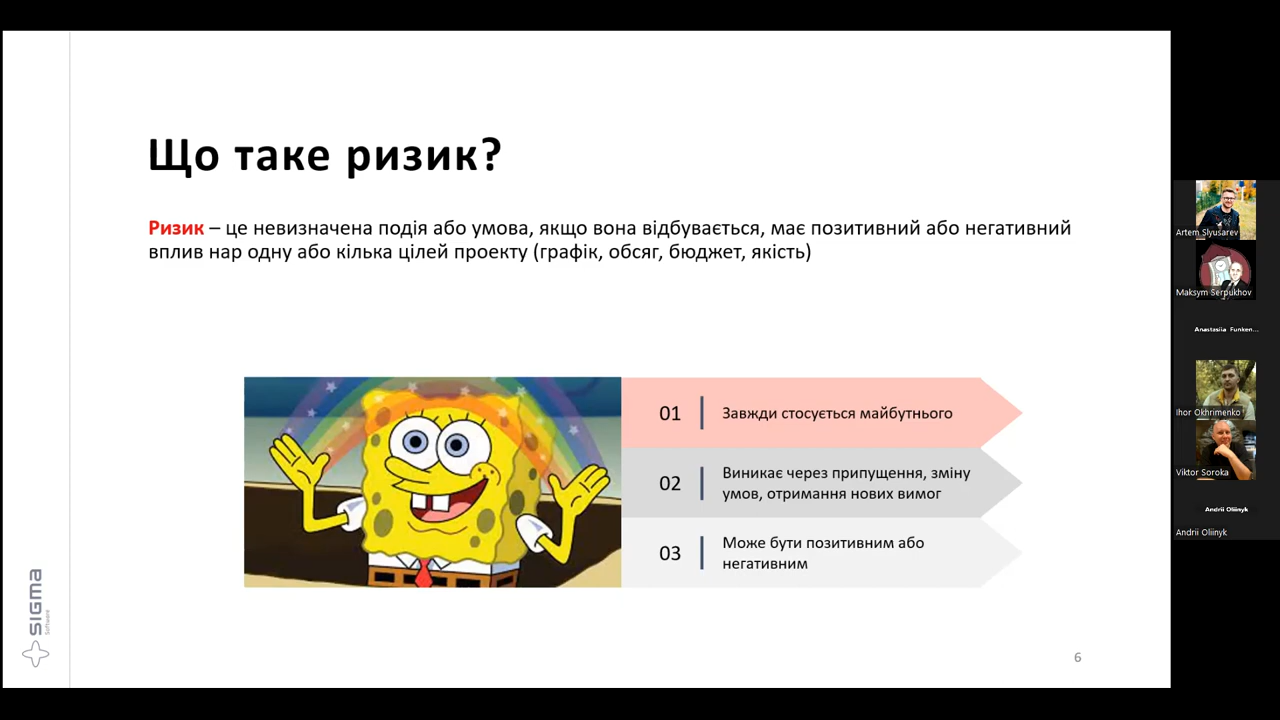 Що таке ризик?
Ризик – це невизначена подія або умова, якщо вона відбувається, має позитивний або негативний
вплив нар одну або кілька цілей проекту (графік, обсяг, бюджет, якість)
01 Завжди стосується майбутнього
02 Виникає через припущення, зміну
умов, отримання нових вимог
03 Може бути позитивним або
негативним
6
SIGMA
Software
Artem Slyusarev
Maksym Serpukhov
Anastasiia Funken...
Ihor Okhrimenko
Viktor Soroka
Andrii Oliinyk
Andrii Oliinyk